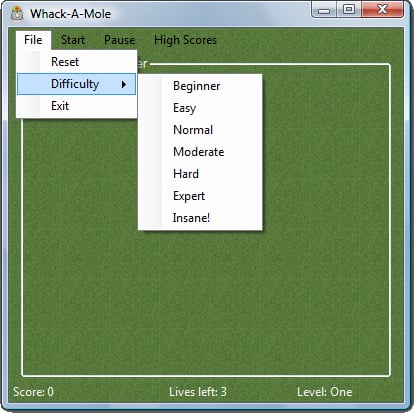 Whack-A-Mole
File Start Pause High Scores
Reset
Difficulty
Exit
Beginner
Easy
Normal
Moderate
Hard
Expert
Insane!
Score: 0 Lives left: 3 Level: One